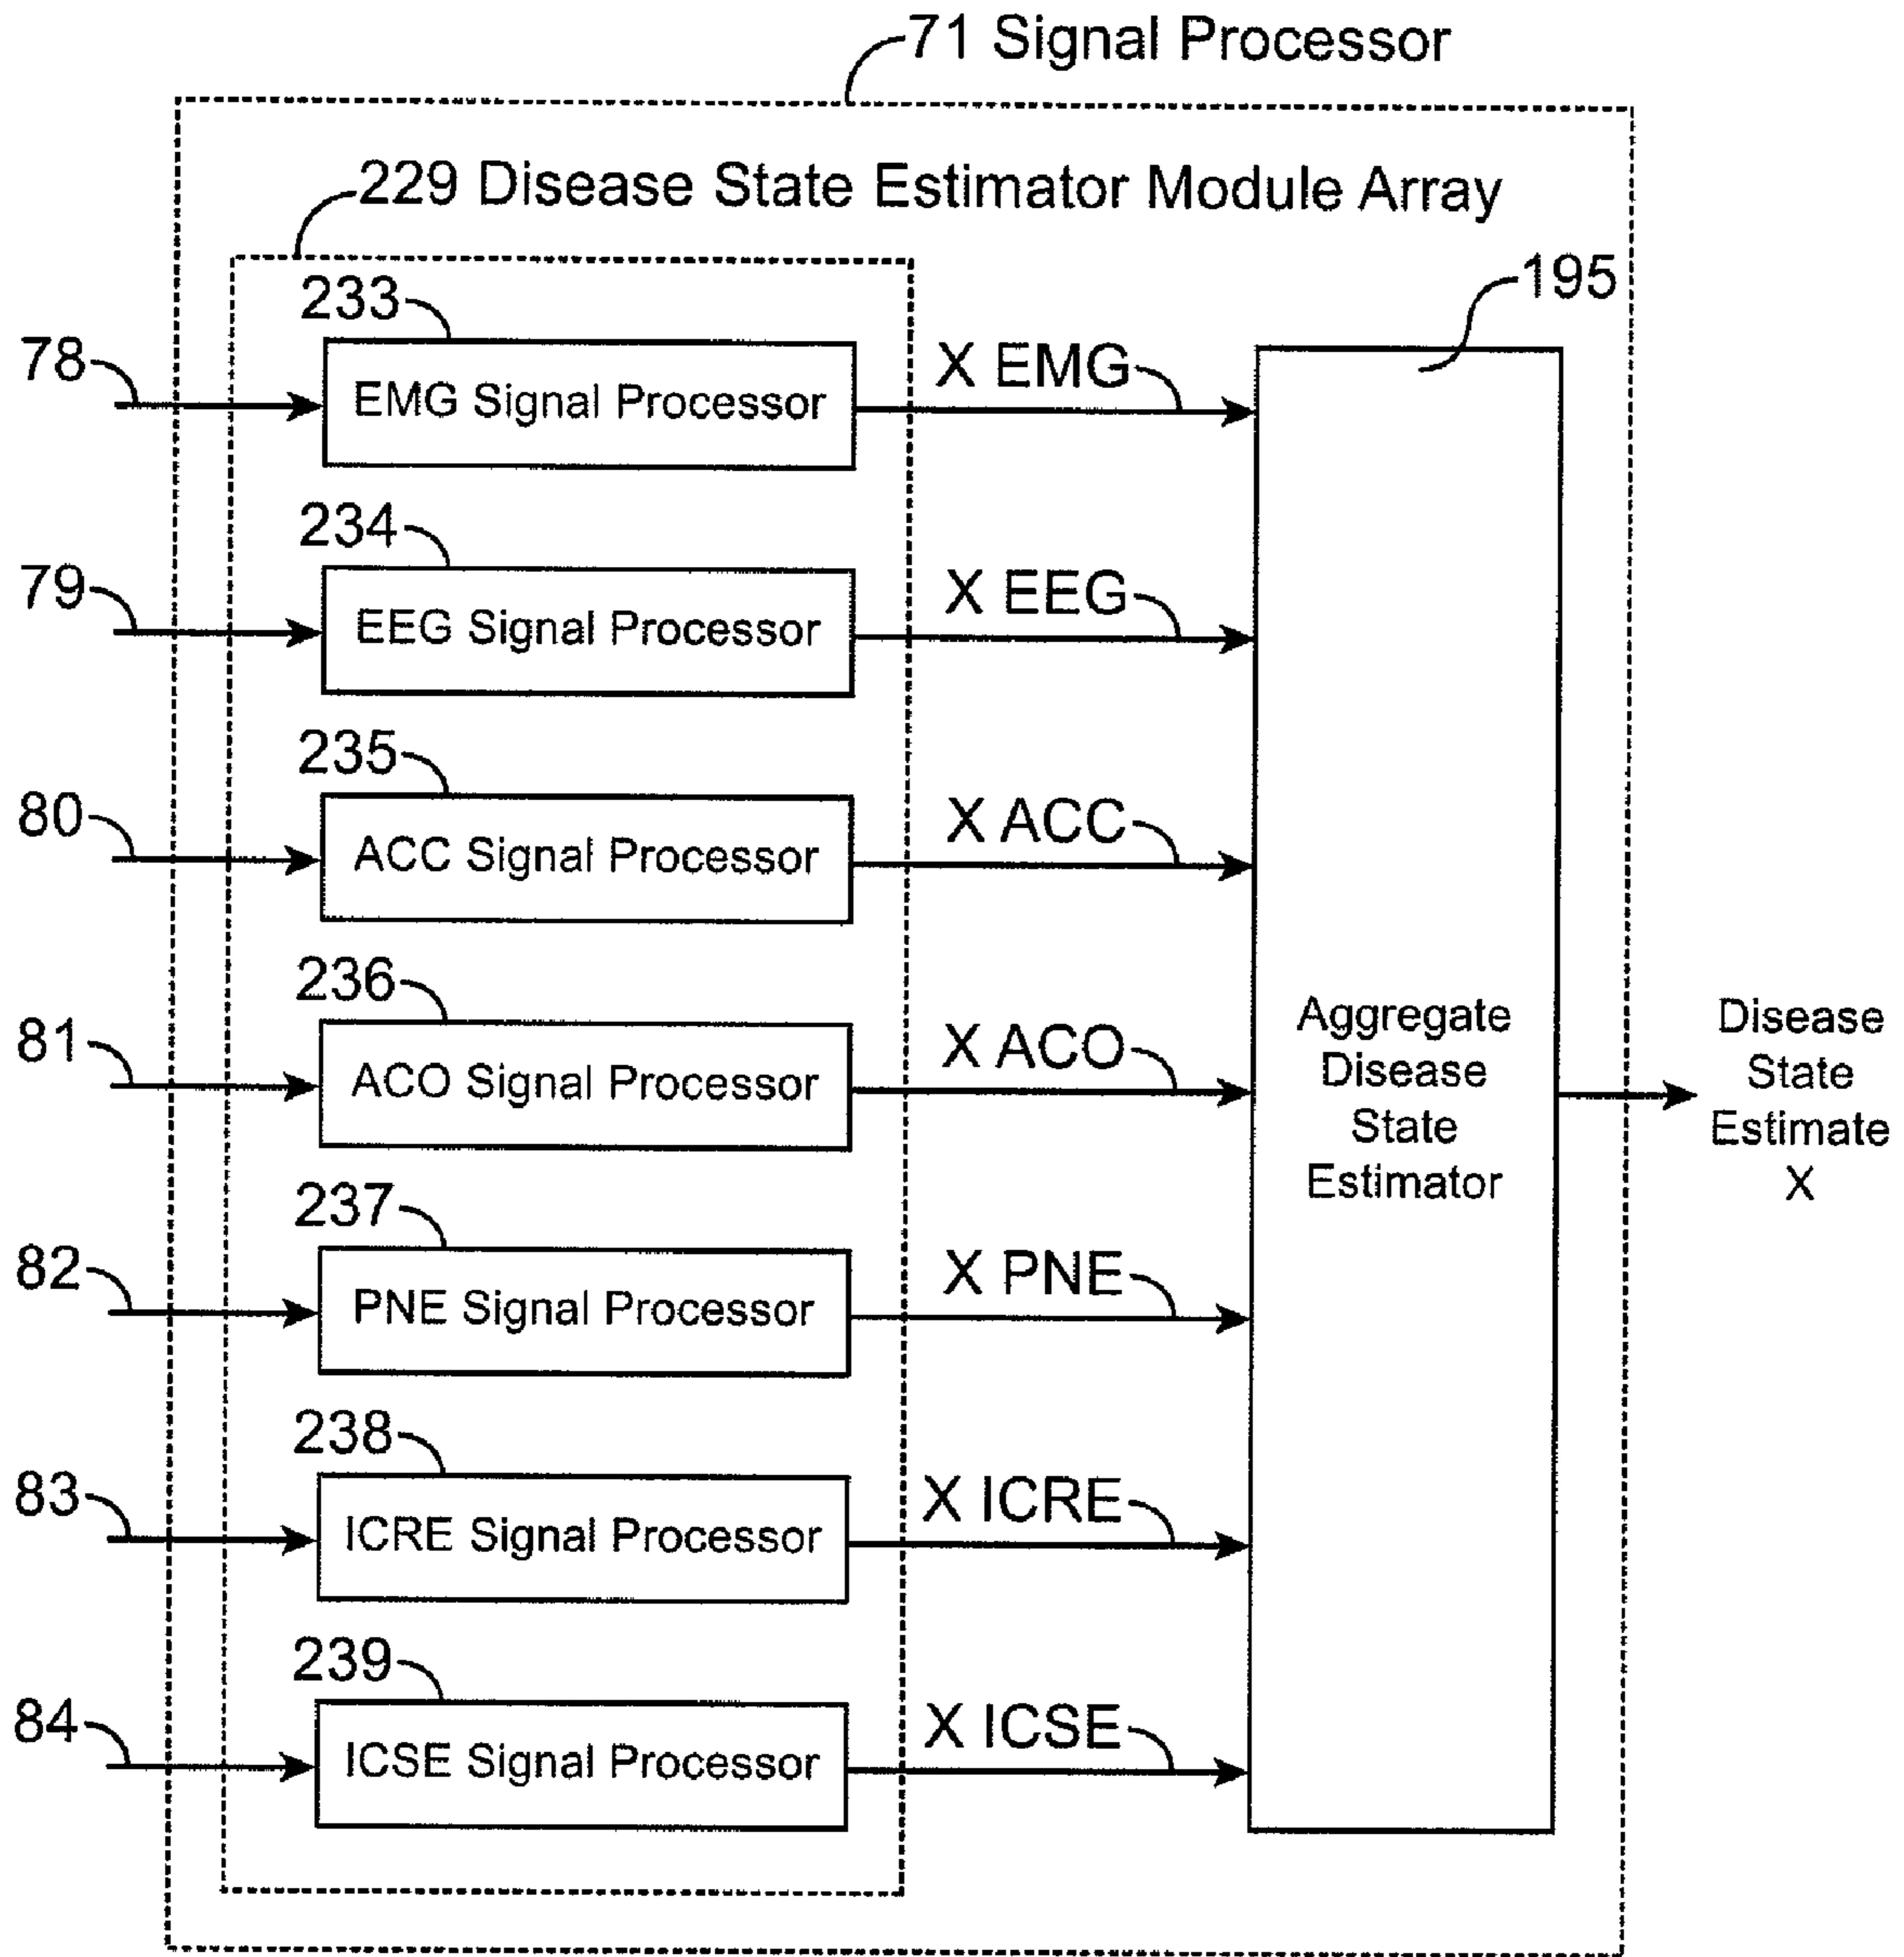 71 Signal Processor
229 Disease State Estimator Module Array
195
233
78
EMG Signal Processor
X EMG
234
79
EEG Signal Processor
X EEG
235
80
ACC Signal Processor
X ACC
236
81
ACO Signal Processor
X ACO
Aggregate
Disease
State
Estimator
Disease
State
Estimate
X
237
82
PNE Signal Processor
X PNE
238
83
ICRE Signal Processor
X ICRE
239
84
ICSE Signal Processor
X ICSE